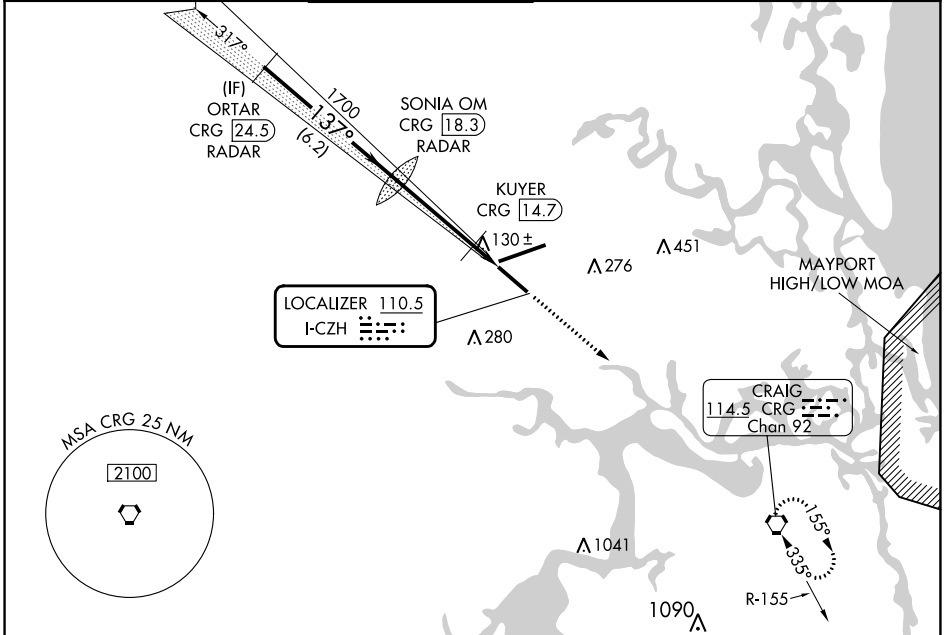 317°
(IF)
ORTAR
CRG 24.5
RADAR
1700
137°
(6.2)
SONIA OM
CRG 18.3
RADAR
KUYER
CRG 14.7
130 ±
276
451
MAYPORT
HIGH/LOW MOA
LOCALIZER 110.5
I-CZH
280
CRAIG
114.5 CRG
Chan 92
MSA CRG 25 NM
2100
155°
335°
R-155
1041
1090